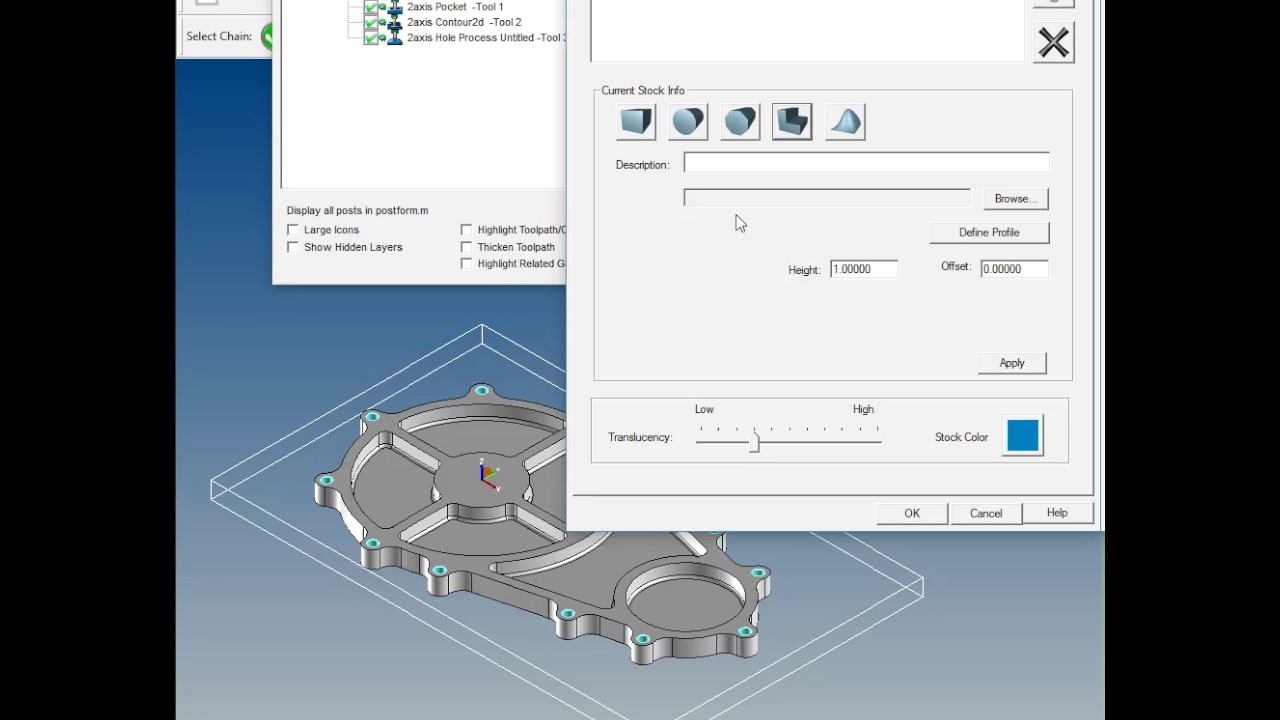 2axis Pocket -Tool 1
2axis Contour2d -Tool 2
2axis Hole Process Untitled -Tool 3
Select Chain:
Display all posts in postform.m
Large Icons
Show Hidden Layers
Highlight Toolpath/
Thicken Toolpath
Highlight Related G
Current Stock Info
Description:
Browse...
Define Profile
Height: 1.00000 Offset: 0.00000
Apply
Low High
Translucency:
Stock Color
OK Cancel Help
Z